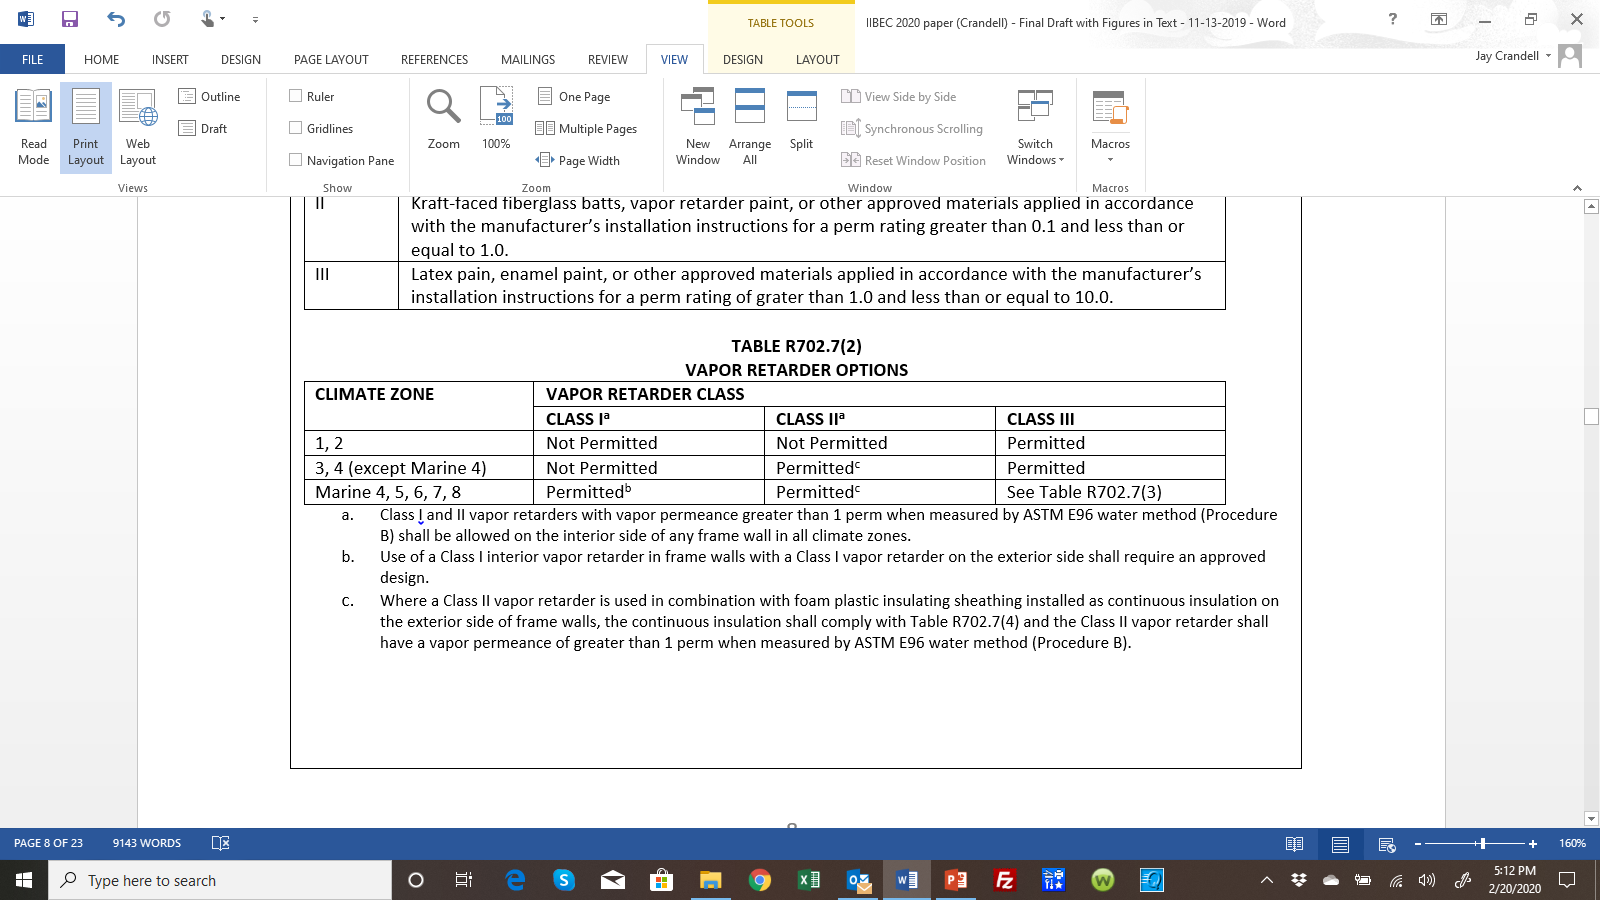 TABLE TOOLS
IIBEC 2020 paper (Crandell) - Final Draft with Figures in Text - 11-13-2019 - Word
?
FILE HOME INSERT DESIGN PAGE LAYOUT REFERENCES MAILINGS REVIEW VIEW DESIGN LAYOUT
Jay Crandell
Read Mode
Print Layout
Web Layout
Outline
Draft
Views
Ruler
Gridlines
Navigation Pane
Show
Zoom
100
100%
One Page
Multiple Pages
Page Width
Zoom
New Window
Arrange All
Split
View Side by Side
Synchronous Scrolling
Reset Window Position
Window
Switch Windows
Macros
Macros
II
Kraft-faced fiberglass batts, vapor retarder paint, or other approved materials applied in accordance
with the manufacturer's installation instructions for a perm rating greater than 0.1 and less than or
equal to 1.0.
III
Latex pain, enamel paint, or other approved materials applied in accordance with the manufacturer's
installation instructions for a perm rating of grater than 1.0 and less than or equal to 10.0.
TABLE R702.7(2)
VAPOR RETARDER OPTIONS
CLIMATE ZONE VAPOR RETARDER CLASS
CLASS Iᵃ CLASS IIᵃ CLASS III
1, 2 Not Permitted Not Permitted Permitted
3, 4 (except Marine 4) Not Permitted Permittedᶜ Permitted
Marine 4, 5, 6, 7, 8 Permittedᵇ Permittedᶜ See Table R702.7(3)
a. Class I and II vapor retarders with vapor permeance greater than 1 perm when measured by ASTM E96 water method (Procedure
B) shall be allowed on the interior side of any frame wall in all climate zones.
b. Use of a Class I interior vapor retarder in frame walls with a Class I vapor retarder on the exterior side shall require an approved
design.
c. Where a Class II vapor retarder is used in combination with foam plastic insulating sheathing installed as continuous insulation on
the exterior side of frame walls, the continuous insulation shall comply with Table R702.7(4) and the Class II vapor retarder shall
have a vapor permeance of greater than 1 perm when measured by ASTM E96 water method (Procedure B).
PAGE 8 OF 23 9143 WORDS
160%
Type here to search
5:12 PM
2/20/2020